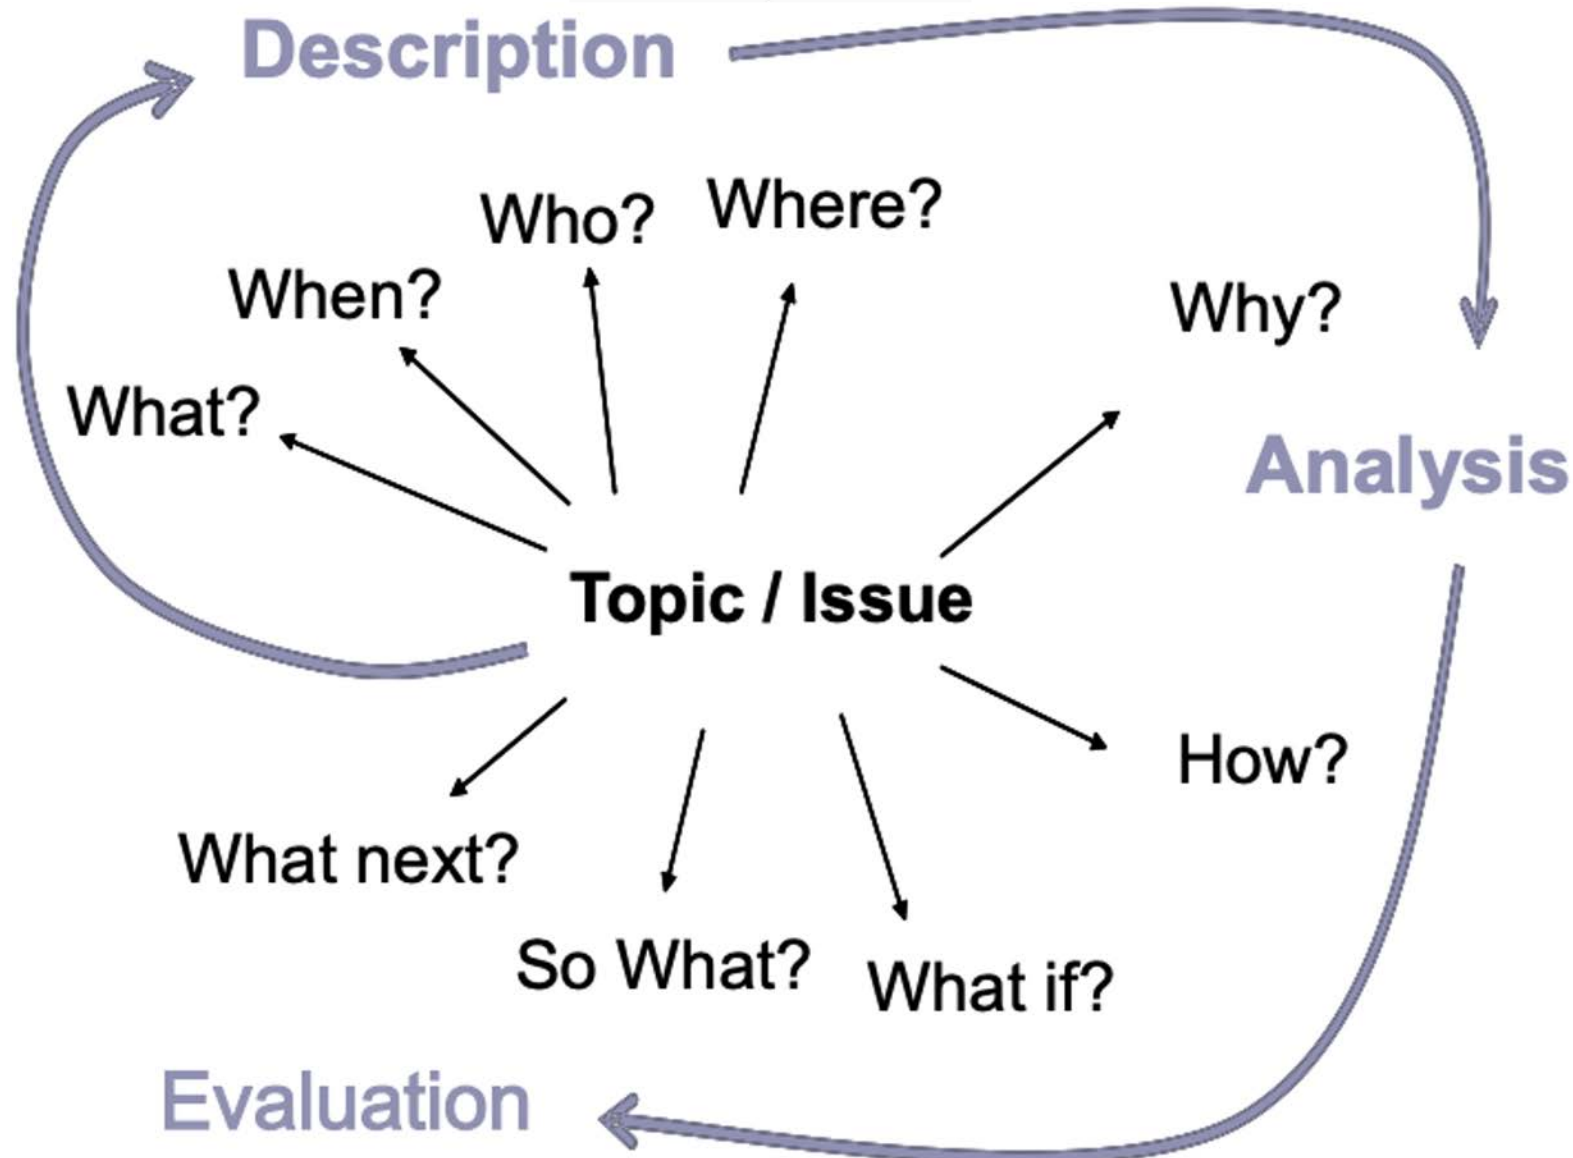 Description
Who?
Where?
When?
Why?
What?
Analysis
Topic / Issue
How?
What next?
So What?
What if?
Evaluation